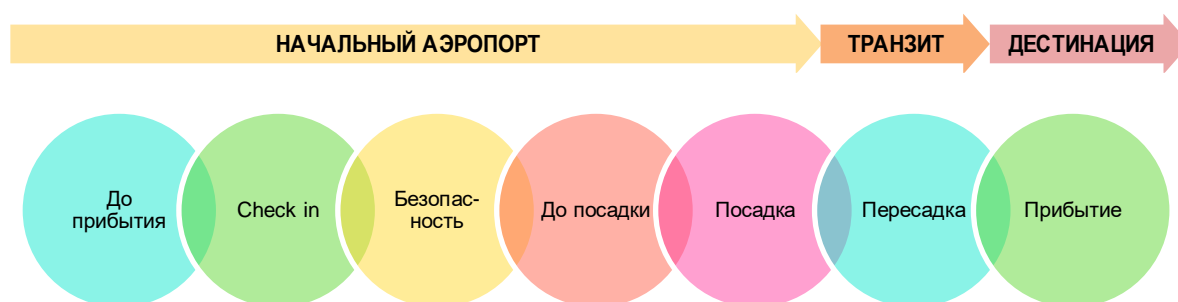 НАЧАЛЬНЫЙ АЭРОПОРТ
ТРАНЗИТ
ДЕСТИНАЦИЯ
До
прибытия
Check in
Безопас-
ность
До посадки
Посадка
Пересадка
Прибытие